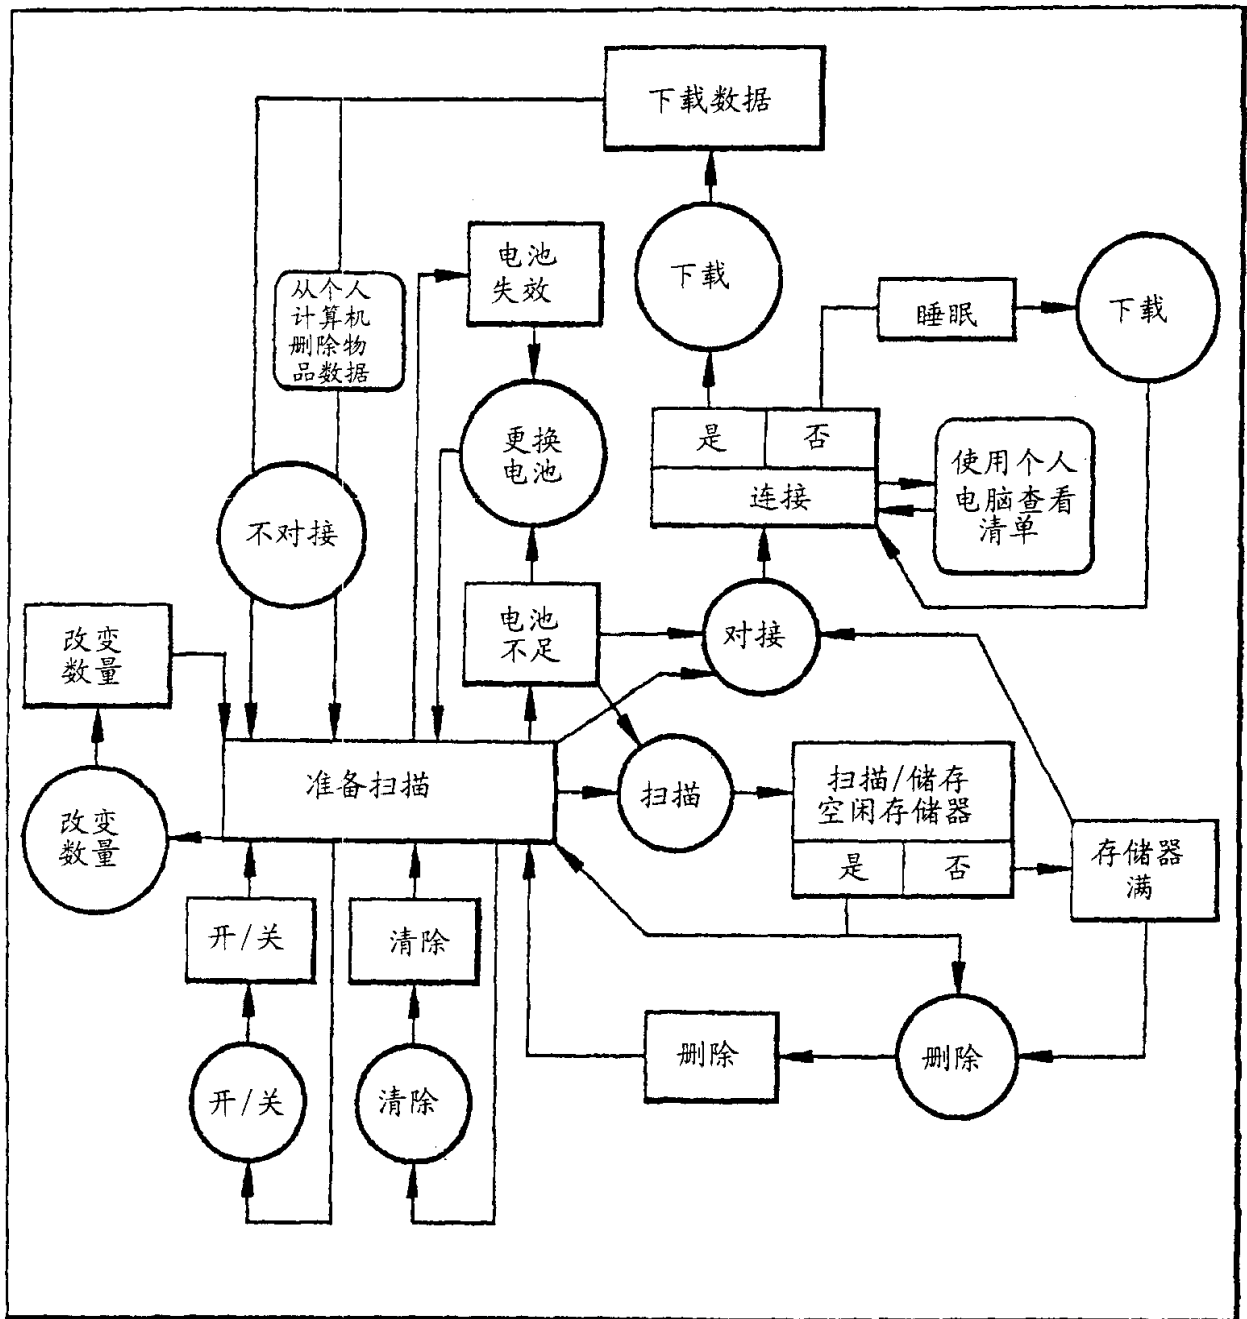 下载数据
电池
失效
下载
从个人
计算机
删除物
品数据
睡眠
下载
更换
电池
是
否
连接
使用个人
电脑查看
清单
不对接
电池
不足
对接
改变
数量
准备扫描
扫描
扫描/储存
空闲存储器
是
否
存储器
满
改变
数量
开/关
清除
删除
删除
开/关
清除